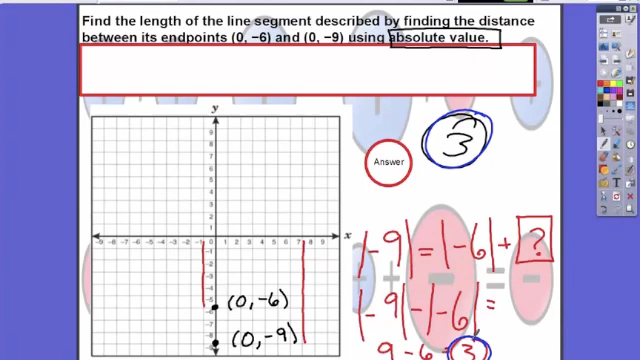 Find the length of the line segment described by finding the distance
between its endpoints (0, −6) and (0, −9) using absolute value.
y
3
Answer
9
8
7
6
5
4
3
2
1
-9 -8 -7 -6 -5 -4 -3 -2 -1 0 1 2 3 4 5 6 7 8 9 x
-1
-2
-3
-4
-5
-6
-7
-8
-9
|-9| = |-6| + ?
(0, -6)
|-9| - |-6| =
(0, -9)
9 - 6 = 3